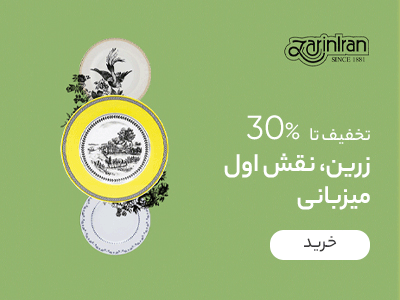 ZarinIran
SINCE 1881
تخفیف تا 30%
زرین، نقش اول
میزبانی
خرید